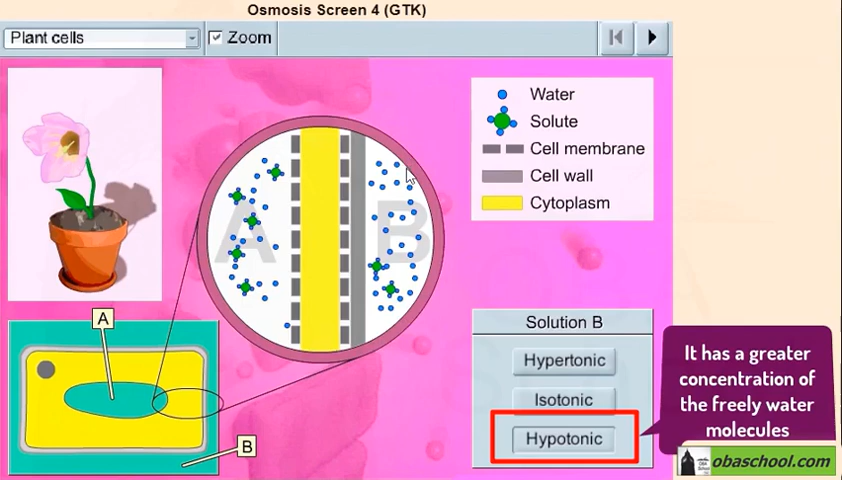 Osmosis Screen 4 (GTK)
Plant cells
Zoom
Water
Solute
Cell membrane
Cell wall
Cytoplasm
A
B
A
B
Solution B
Hypertonic
Isotonic
Hypotonic
It has a greater
concentration of
the freely water
molecules
obaschool.com